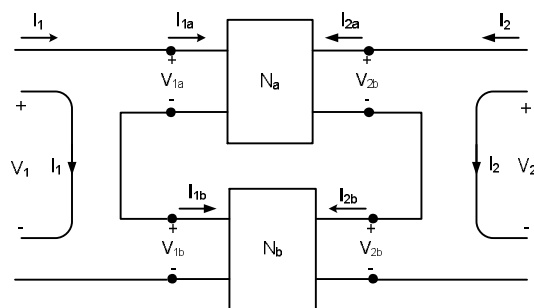 I1 I1a I2a I2
+ Na +
V1a V2b
- -
+ +
V1 I1 I2 V2
- -
I1b I2b
+ Nb +
V1b V2b
- -